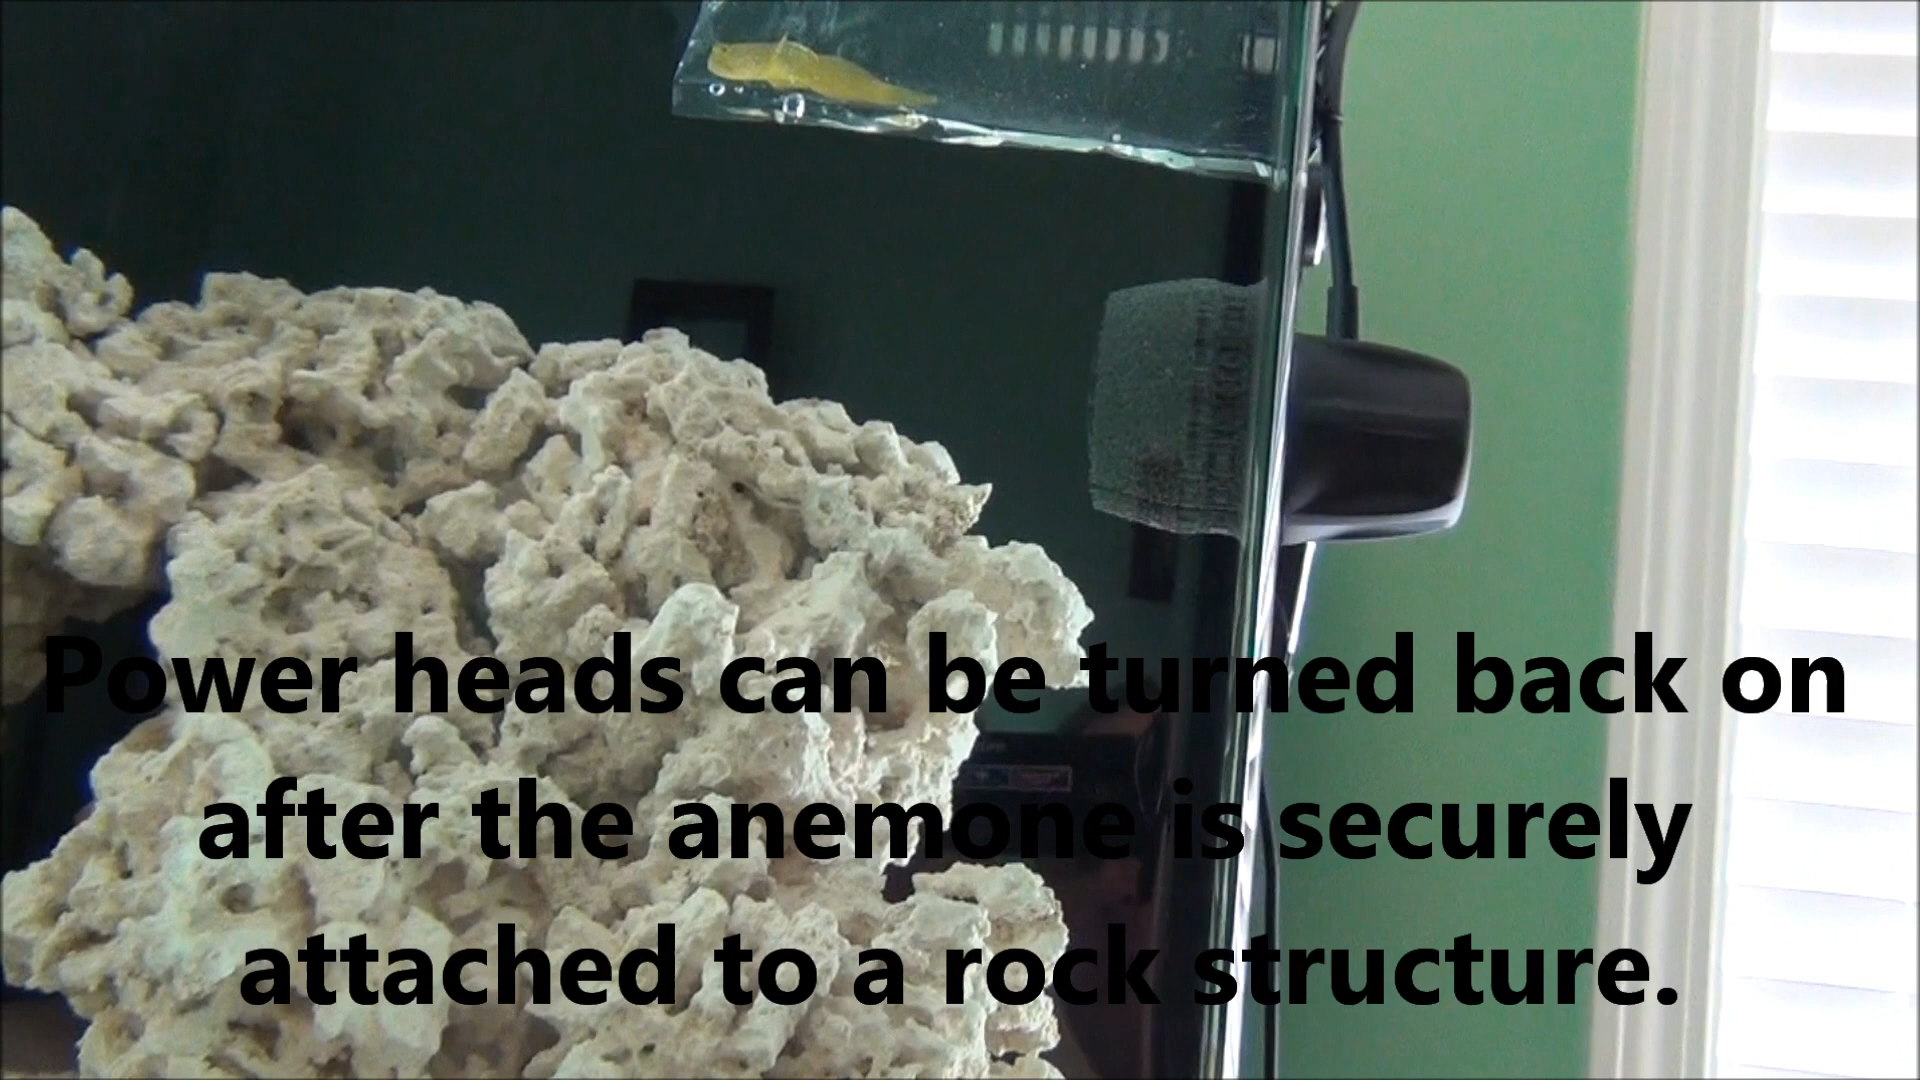 Power heads can be turned back on
after the anemone is securely
attached to a rock structure.